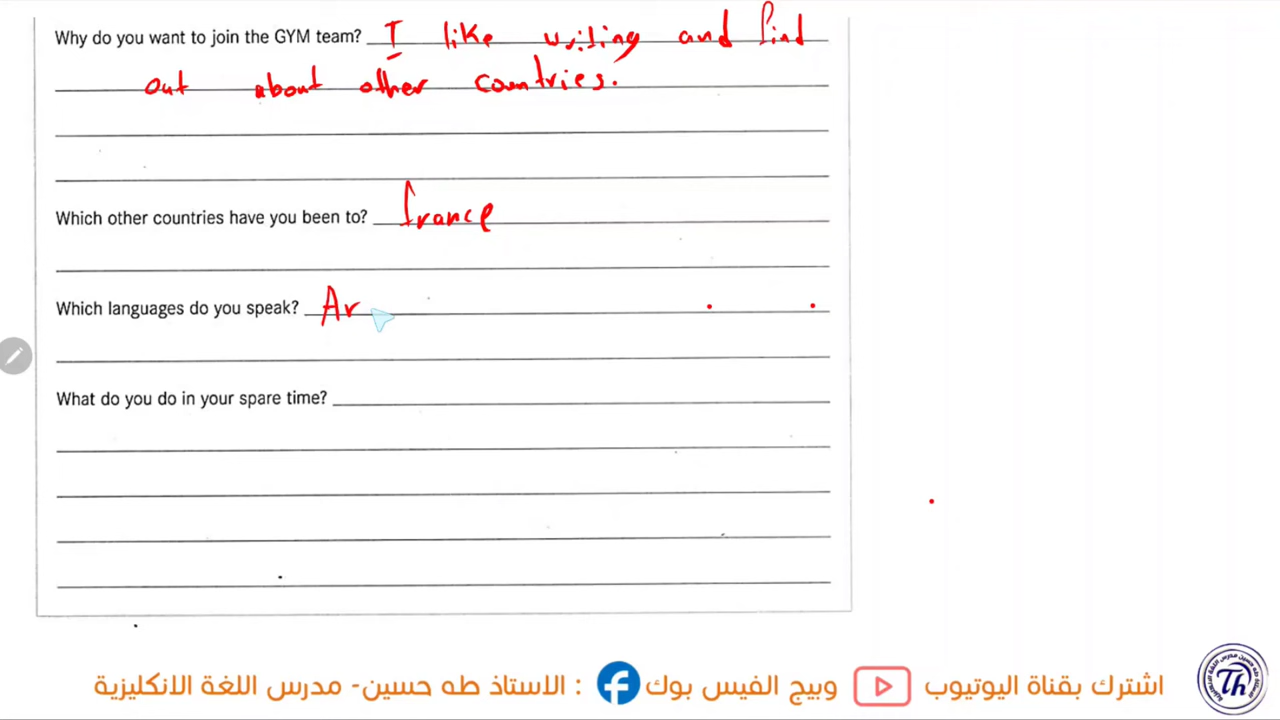 Why do you want to join the GYM team? I like writing and find
out about other countries.
Which other countries have you been to? france
Which languages do you speak? Ar
What do you do in your spare time?
اشترك بقناة اليوتيوب وبيج الفيس بوك : الاستاذ طه حسين- مدرس اللغة الانكليزية
Th